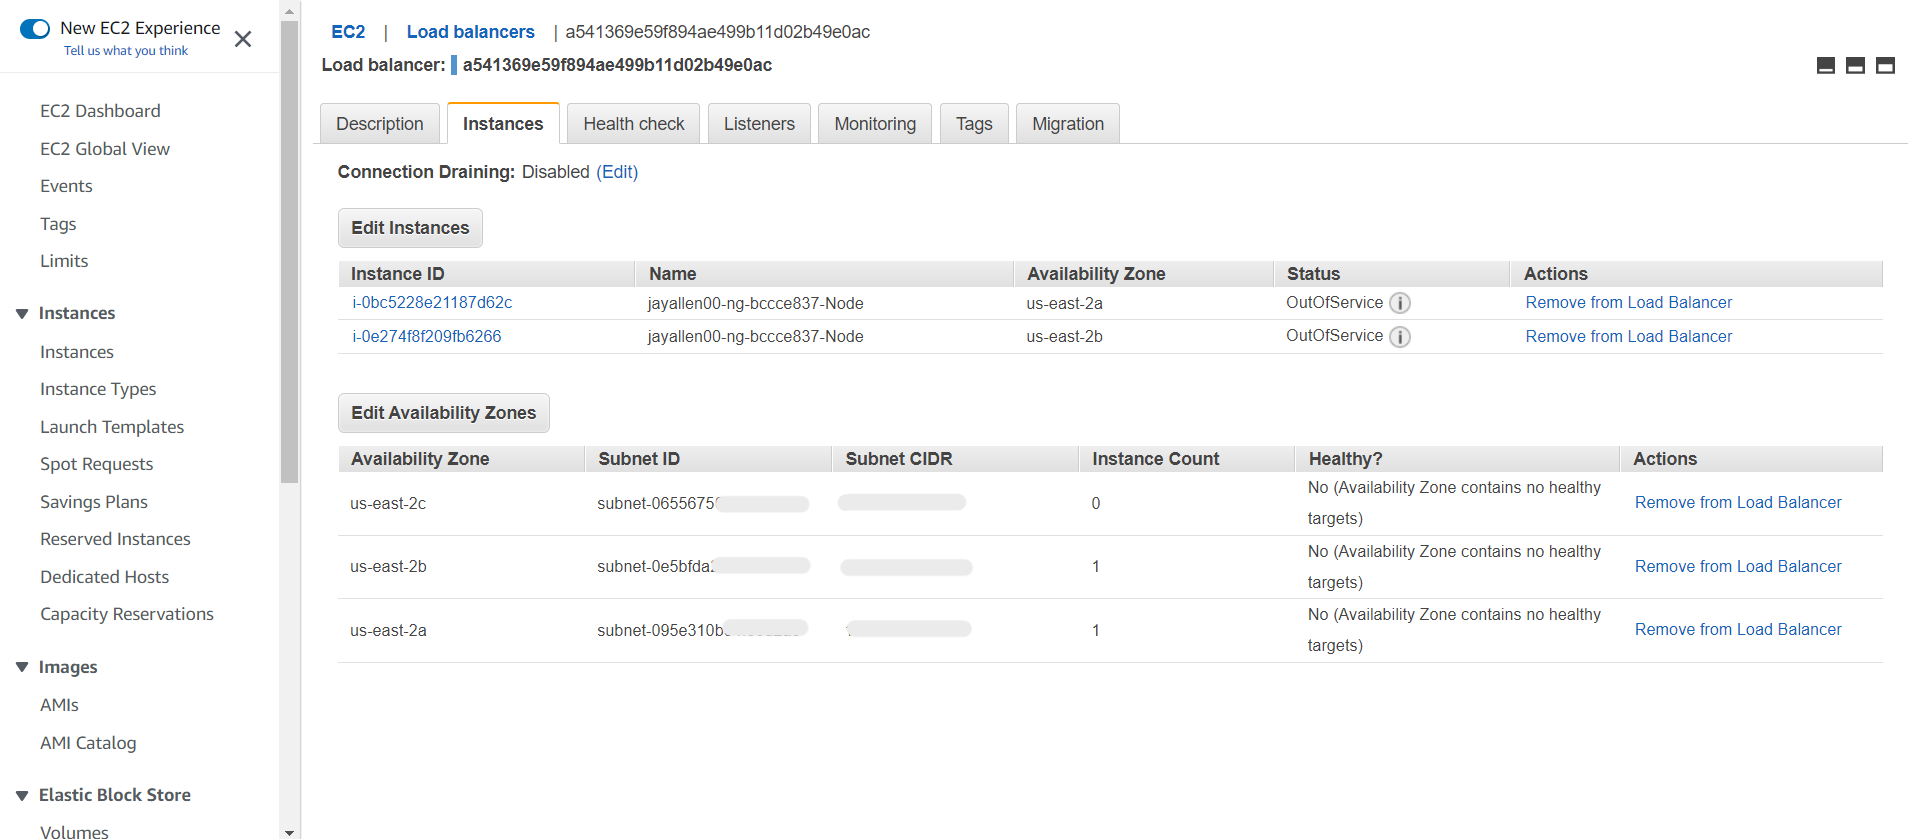 New EC2 Experience
Tell us what you think
EC2 Dashboard
EC2 Global View
Events
Tags
Limits
Instances
Instances
Instance Types
Launch Templates
Spot Requests
Savings Plans
Reserved Instances
Dedicated Hosts
Capacity Reservations
Images
AMIs
AMI Catalog
Elastic Block Store
Volumes
EC2 | Load balancers | a541369e59f894ae499b11d02b49e0ac
Load balancer: a541369e59f894ae499b11d02b49e0ac
Description Instances Health check Listeners Monitoring Tags Migration
Connection Draining: Disabled (Edit)
Edit Instances
Instance ID Name Availability Zone Status Actions
i-0bc5228e21187d62c jayallen00-ng-bccce837-Node us-east-2a OutOfService Remove from Load Balancer
i-0e274f8f209fb6266 jayallen00-ng-bccce837-Node us-east-2b OutOfService Remove from Load Balancer
Edit Availability Zones
Availability Zone Subnet ID Subnet CIDR Instance Count Healthy? Actions
us-east-2c subnet-0655675 0 No (Availability Zone contains no healthy targets) Remove from Load Balancer
us-east-2b subnet-0e5bfda 1 No (Availability Zone contains no healthy targets) Remove from Load Balancer
us-east-2a subnet-095e310b 1 No (Availability Zone contains no healthy targets) Remove from Load Balancer